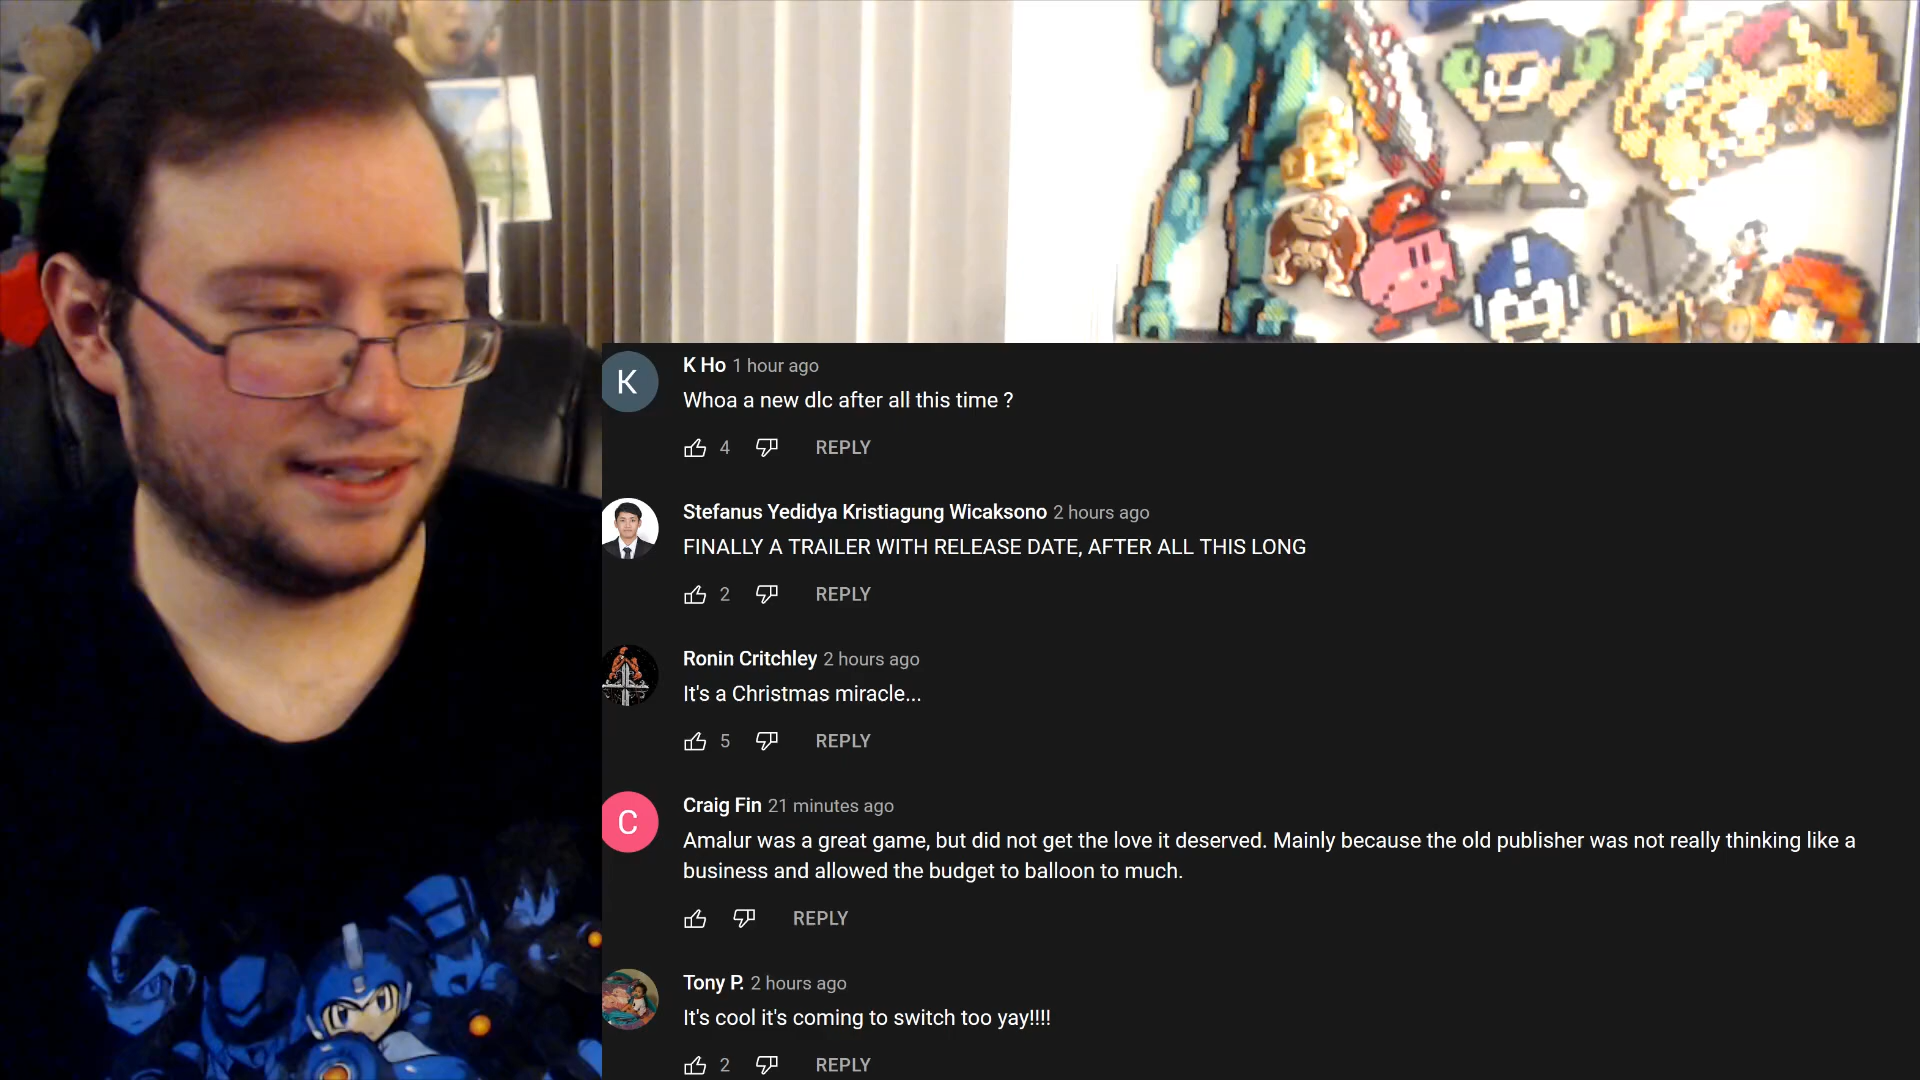 K
K Ho 1 hour ago
Whoa a new dlc after all this time ?
4 REPLY
Stefanus Yedidya Kristiagung Wicaksono 2 hours ago
FINALLY A TRAILER WITH RELEASE DATE, AFTER ALL THIS LONG
2 REPLY
Ronin Critchley 2 hours ago
It's a Christmas miracle...
5 REPLY
C
Craig Fin 21 minutes ago
Amalur was a great game, but did not get the love it deserved. Mainly because the old publisher was not really thinking like a
business and allowed the budget to balloon to much.
REPLY
Tony P. 2 hours ago
It's cool it's coming to switch too yay!!!!
2 REPLY